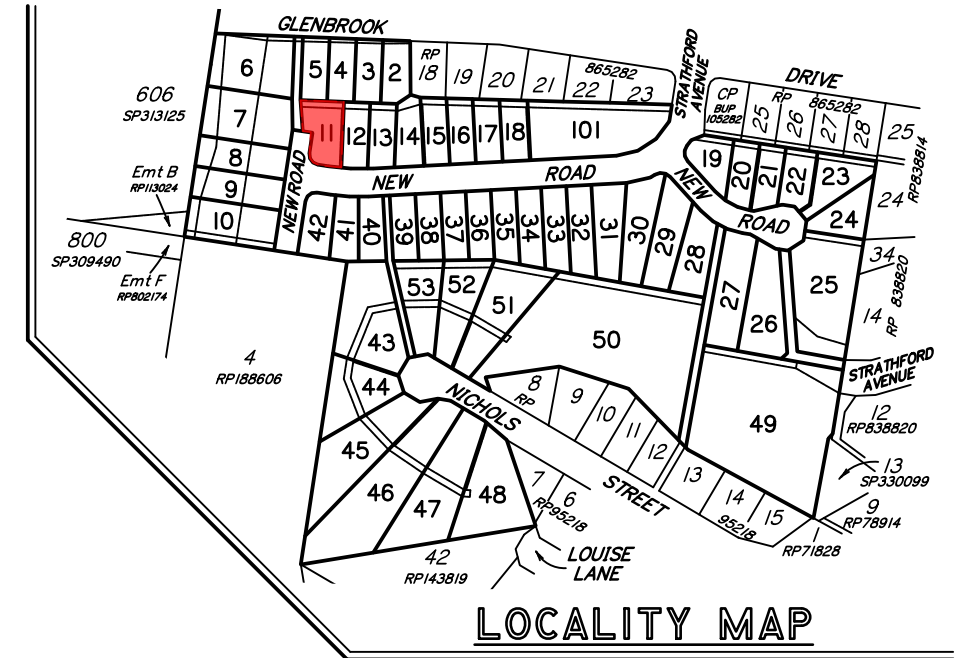 GLENBROOK
STRATHFORD
AVENUE
DRIVE
606
SP313125
6
5
4
3
2
RP
18
19
20
21
22
23
865282
CP
BUP
105282
25
RP
26
865282
27
28
25
RP838814
24
7
11
12
13
14
15
16
17
18
101
8
9
10
NEW ROAD
NEW
ROAD
NEW
ROAD
19
20
21
22
23
24
Emt B
RP113024
800
SP309490
Emt F
RP802174
42
41
40
39
38
37
36
35
34
33
32
31
30
29
28
27
26
25
34
14
RP 838820
53
52
51
50
43
44
45
46
47
48
49
4
RP188606
NICHOLS
STREET
8
RP
9
10
11
12
13
14
15
95218
STRATHFORD
AVENUE
12
RP838820
13
SP330099
9
RP78914
1
RP71828
7
6
RP95218
42
RP143819
LOUISE
LANE
LOCALITY MAP